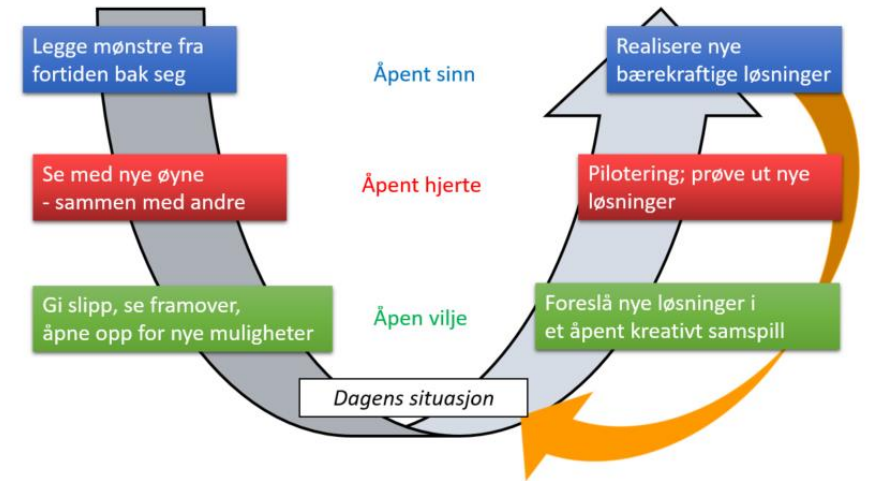 Legge mønstre fra
fortiden bak seg
Åpent sinn
Realisere nye
bærekraftige løsninger
Se med nye øyne
- sammen med andre
Åpent hjerte
Pilotering; prøve ut nye
løsninger
Gi slipp, se framover,
åpne opp for nye muligheter
Åpen vilje
Foreslå nye løsninger i
et åpent kreativt samspill
Dagens situasjon